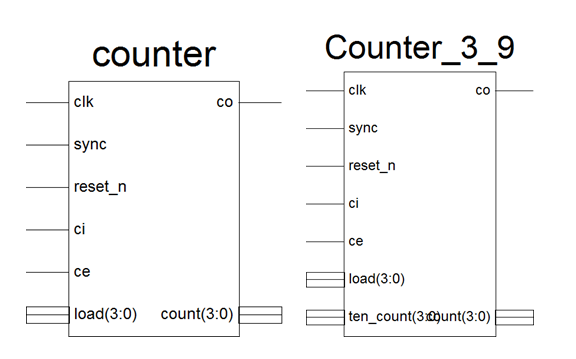 counter
clk
co
sync
reset_n
ci
ce
load(3:0)
count(3:0)
Counter_3_9
clk
co
sync
reset_n
ci
ce
load(3:0)
ten_count(3:0)
count(3:0)